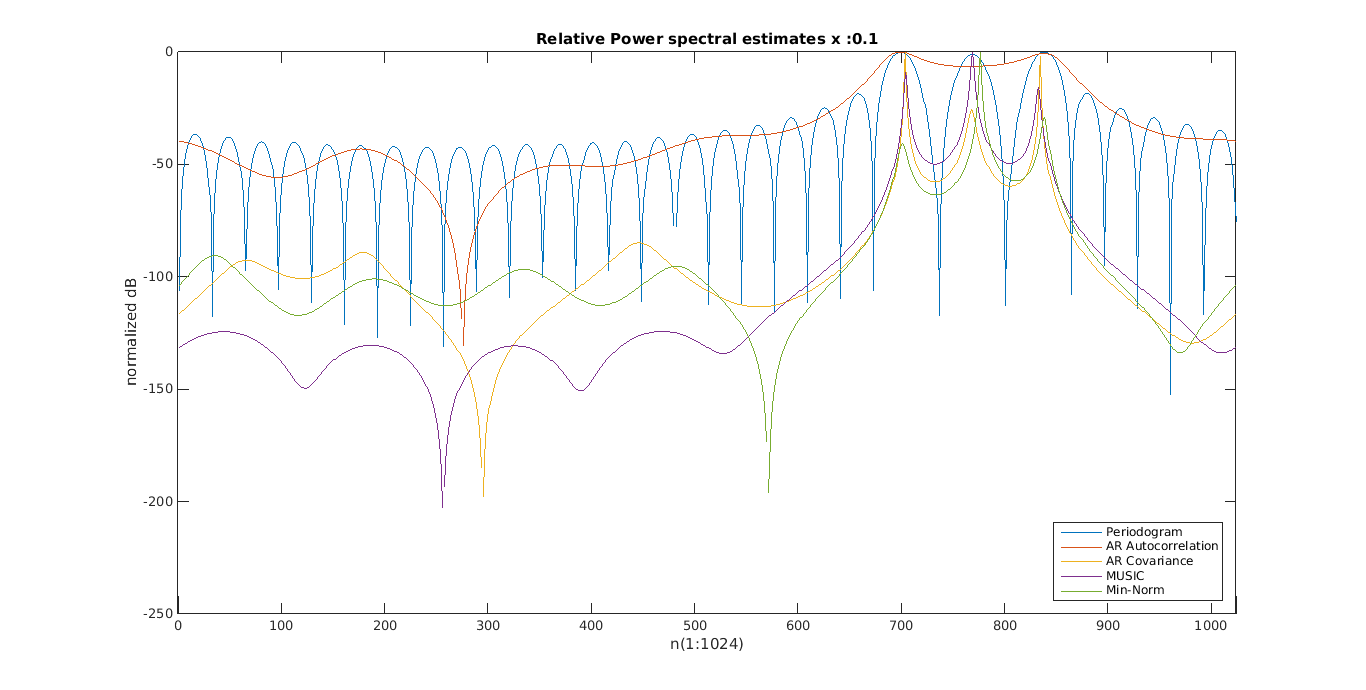 Relative Power spectral estimates x :0.1
normalized dB
0
-50
-100
-150
-200
-250
0 100 200 300 400 500 600 700 800 900 1000
n(1:1024)
Periodogram
AR Autocorrelation
AR Covariance
MUSIC
Min-Norm